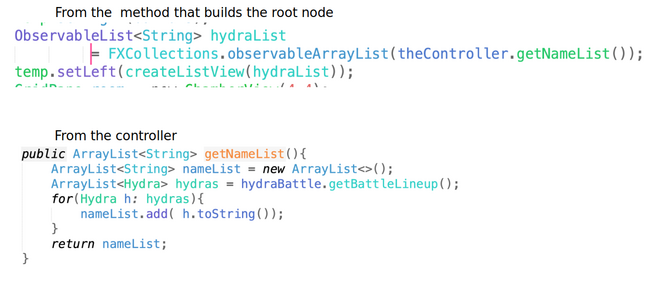 From the method that builds the root node
ObservableList<String> hydraList
= FXCollections.observableArrayList(theController.getNameList());
temp.setLeft(createListView(hydraList));
From the controller
public ArrayList<String> getNameList(){
ArrayList<String> nameList = new ArrayList<>();
ArrayList<Hydra> hydras = hydraBattle.getBattleLineup();
for(Hydra h: hydras){
nameList.add( h.toString());
}
return nameList;
}